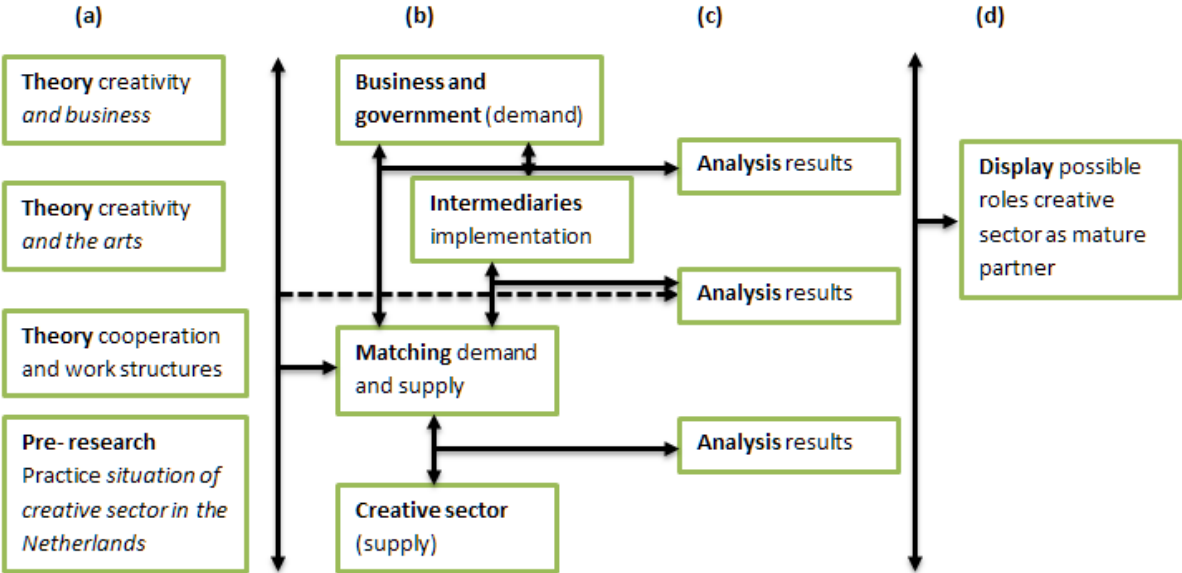 (a)
(b)
(c)
(d)
Theory creativity
and business
Theory creativity
and the arts
Theory cooperation
and work structures
Pre- research
Practice situation of
creative sector in the
Netherlands
Business and
government (demand)
Intermediaries
implementation
Matching demand
and supply
Creative sector
(supply)
Analysis results
Analysis results
Analysis results
Display possible
roles creative
sector as mature
partner